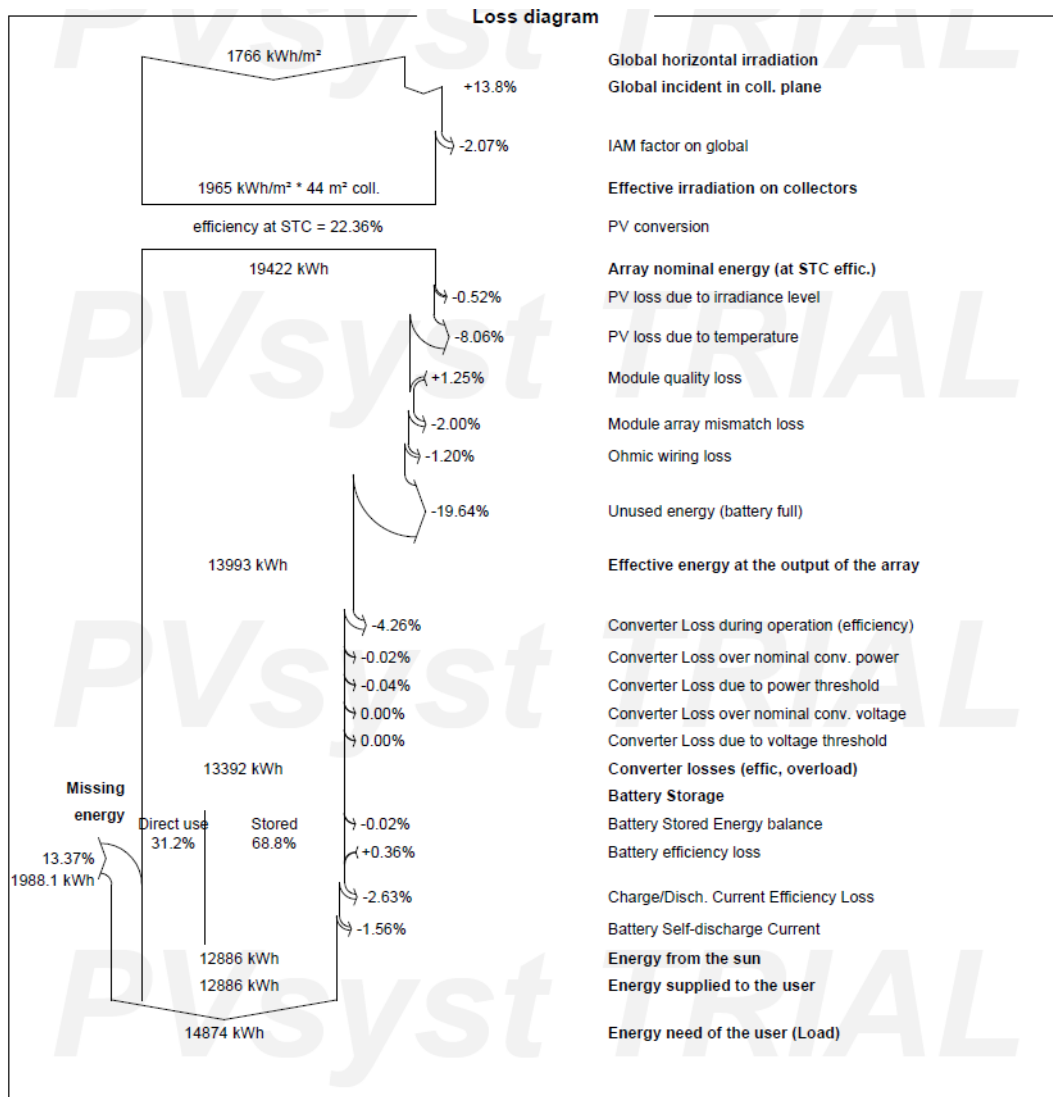 Loss diagram
PVsyst TRIAL
1766 kWh/m² Global horizontal irradiation
+13.8% Global incident in coll. plane
-2.07% IAM factor on global
1965 kWh/m² * 44 m² coll. Effective irradiation on collectors
efficiency at STC = 22.36% PV conversion
19422 kWh Array nominal energy (at STC effic.)
-0.52% PV loss due to irradiance level
PVsyst TRIAL
-8.06% PV loss due to temperature
+1.25% Module quality loss
-2.00% Module array mismatch loss
-1.20% Ohmic wiring loss
-19.64% Unused energy (battery full)
13993 kWh Effective energy at the output of the array
-4.26% Converter Loss during operation (efficiency)
-0.02% Converter Loss over nominal conv. power
PVsyst TRIAL
-0.04% Converter Loss due to power threshold
0.00% Converter Loss over nominal conv. voltage
0.00% Converter Loss due to voltage threshold
13392 kWh Converter losses (effic, overload)
Missing
energy
Battery Storage
Direct use Stored
31.2% 68.8%
-0.02% Battery Stored Energy balance
13.37%
1988.1 kWh
+0.36% Battery efficiency loss
-2.63% Charge/Disch. Current Efficiency Loss
-1.56% Battery Self-discharge Current
12886 kWh Energy from the sun
12886 kWh Energy supplied to the user
PVsyst TRIAL
14874 kWh Energy need of the user (Load)